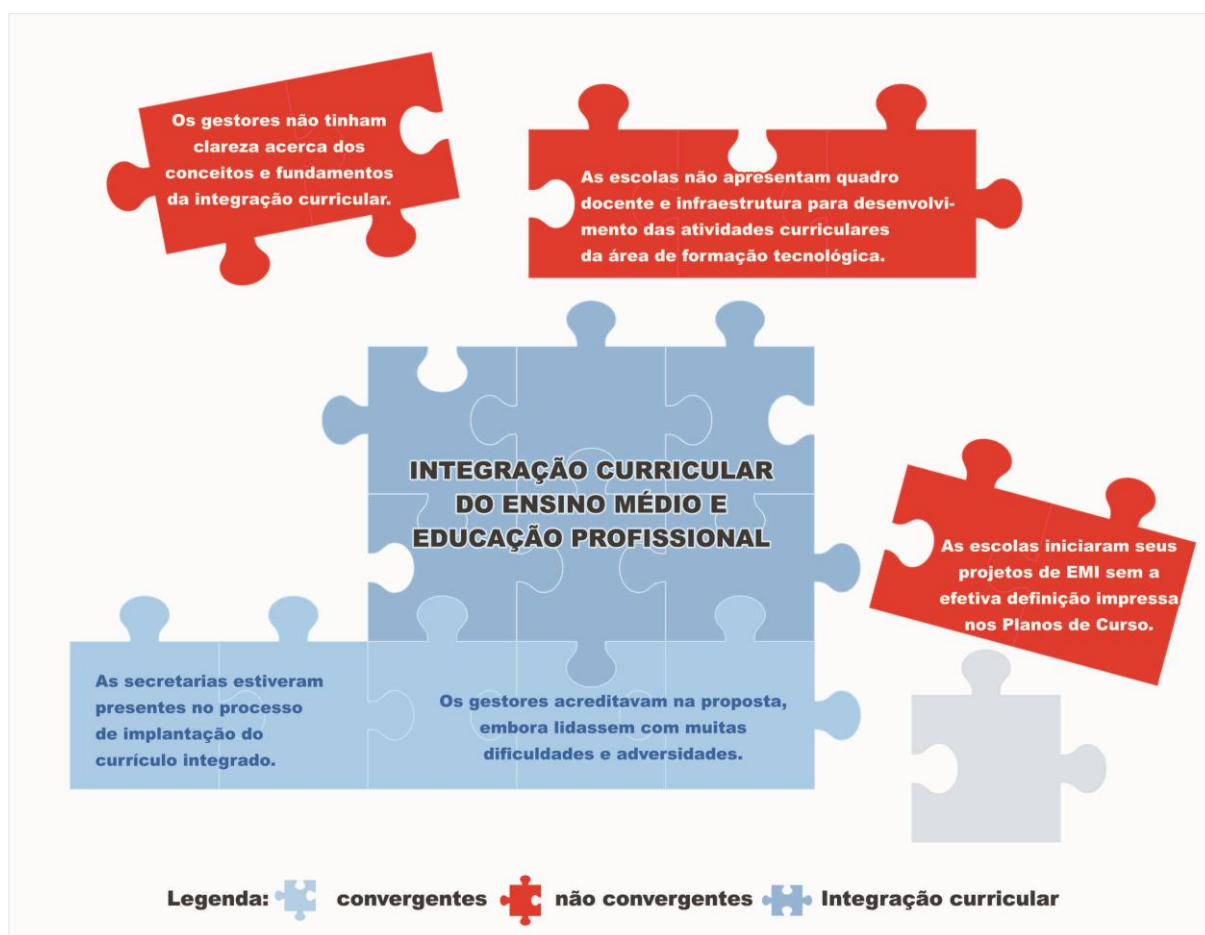 Os gestores não tinham
clareza acerca dos
conceitos e fundamentos
da integração curricular.
As escolas não apresentam quadro
docente e infraestrutura para desenvolvi-
mento das atividades curriculares
da área de formação tecnológica.
INTEGRAÇÃO CURRICULAR
DO ENSINO MÉDIO E
EDUCAÇÃO PROFISSIONAL
As escolas iniciaram seus
projetos de EMI sem a
efetiva definição impressa
nos Planos de Curso.
As secretarias estiveram
presentes no processo
de implantação do
currículo integrado.
Os gestores acreditavam na proposta,
embora lidassem com muitas
dificuldades e adversidades.
Legenda: convergentes não convergentes Integração curricular